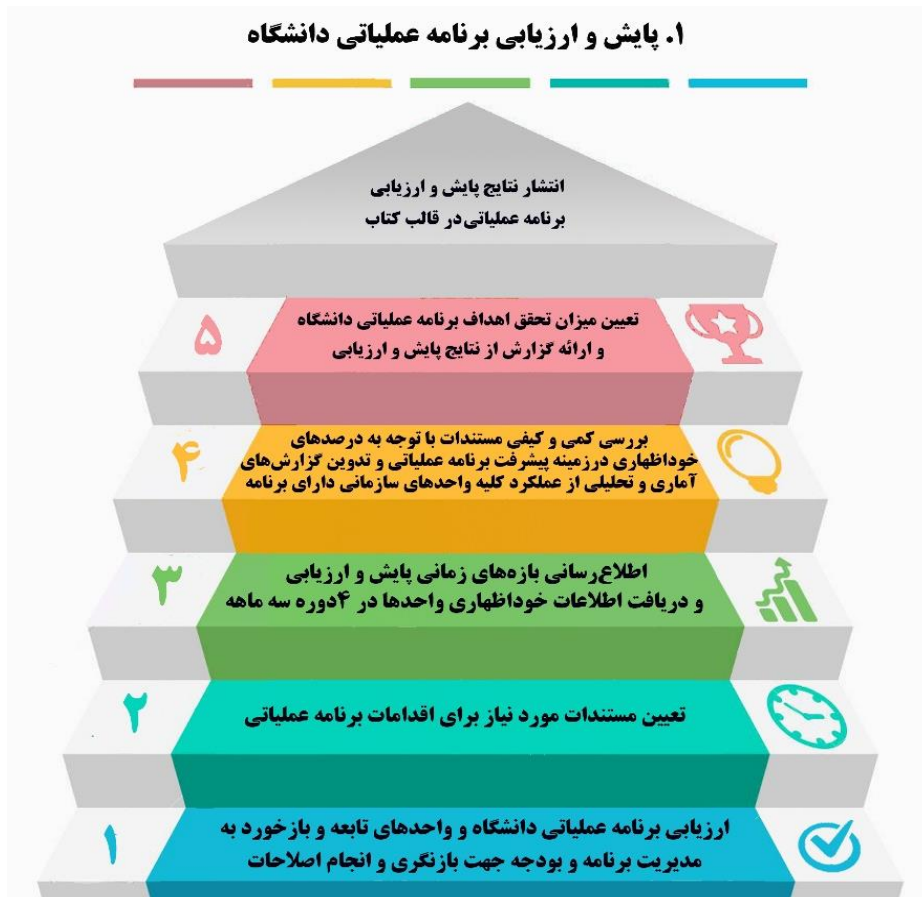 ۱. پایش و ارزیابی برنامه عملیاتی دانشگاه
انتشار نتایج پایش و ارزیابی
برنامه عملیاتی در قالب کتاب
۵
تعیین میزان تحقق اهداف برنامه عملیاتی دانشگاه
و ارائه گزارش از نتایج پایش و ارزیابی
۴
بررسی کمی و کیفی مستندات با توجه به درصدهای
خوداظهاری درزمینه پیشرفت برنامه عملیاتی و تدوین گزارش‌های
آماری و تحلیلی از عملکرد کلیه واحدهای سازمانی دارای برنامه
۳
اطلاع‌رسانی بازه‌های زمانی پایش و ارزیابی
و دریافت اطلاعات خوداظهاری واحدها در ۴دوره سه ماهه
۲
تعیین مستندات مورد نیاز برای اقدامات برنامه عملیاتی
۱
ارزیابی برنامه عملیاتی دانشگاه و واحدهای تابعه و بازخورد به
مدیریت برنامه و بودجه جهت بازنگری و انجام اصلاحات